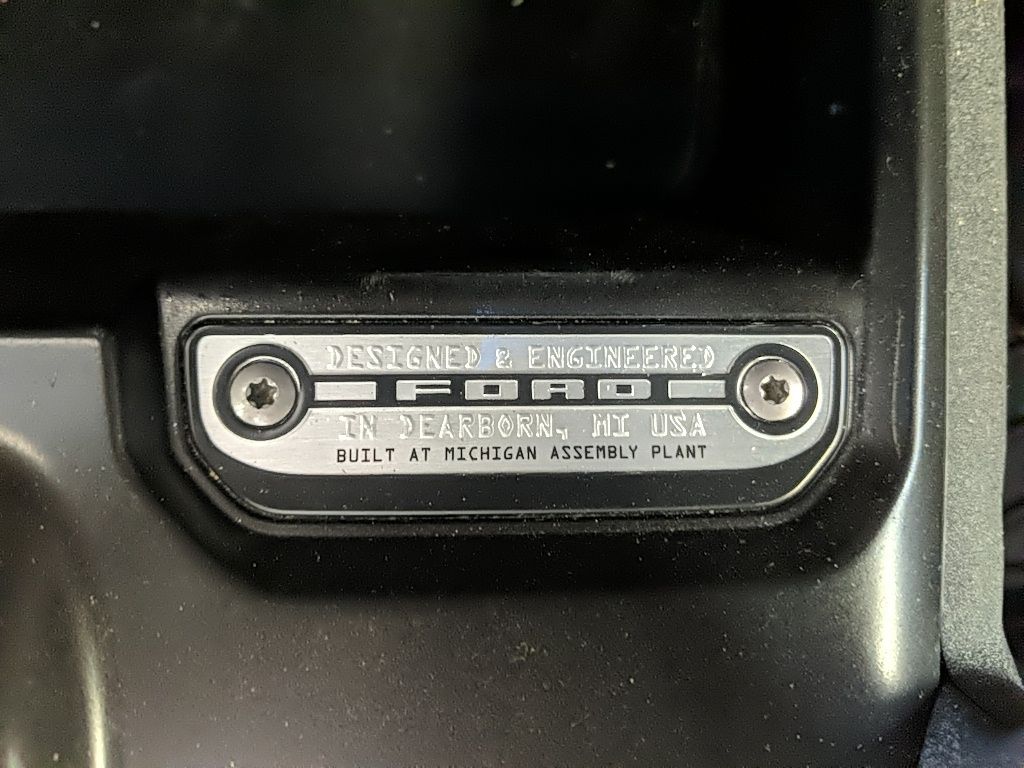 DESIGNED & ENGINEERED
FORD
IN DEARBORN, MI USA
BUILT AT MICHIGAN ASSEMBLY PLANT